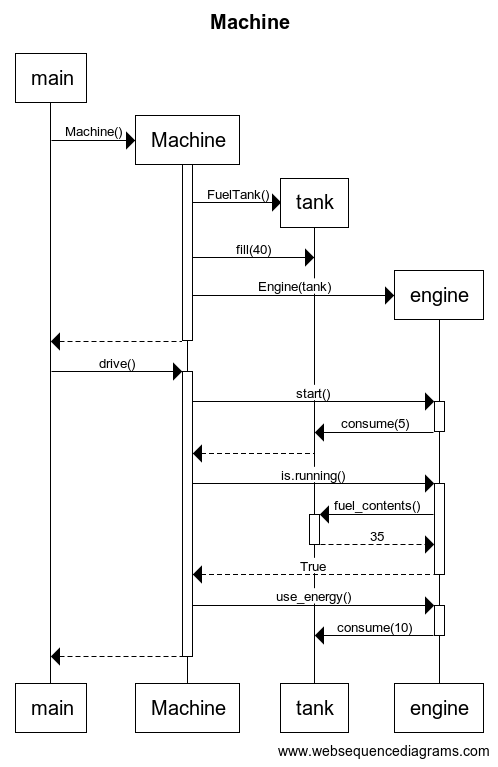 Machine
main
Machine()
Machine
FuelTank()
tank
fill(40)
Engine(tank)
engine
drive()
start()
consume(5)
is.running()
fuel_contents()
35
True
use_energy()
consume(10)
main
Machine
tank
engine
www.websequencediagrams.com